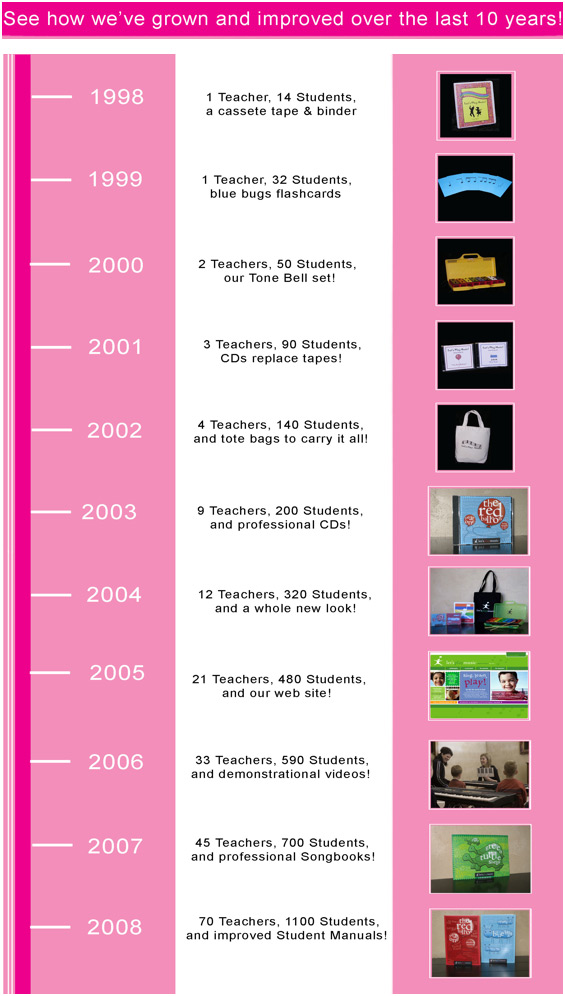 See how we've grown and improved over the last 10 years!
1998
1 Teacher, 14 Students,
a cassete tape & binder
1999
1 Teacher, 32 Students,
blue bugs flashcards
2000
2 Teachers, 50 Students,
our Tone Bell set!
2001
3 Teachers, 90 Students,
CDs replace tapes!
2002
4 Teachers, 140 Students,
and tote bags to carry it all!
2003
9 Teachers, 200 Students,
and professional CDs!
the
red
2004
12 Teachers, 320 Students,
and a whole new look!
2005
21 Teachers, 480 Students,
and our web site!
play!
2006
33 Teachers, 590 Students,
and demonstrational videos!
2007
45 Teachers, 700 Students,
and professional Songbooks!
2008
70 Teachers, 1100 Students,
and improved Student Manuals!
the
red